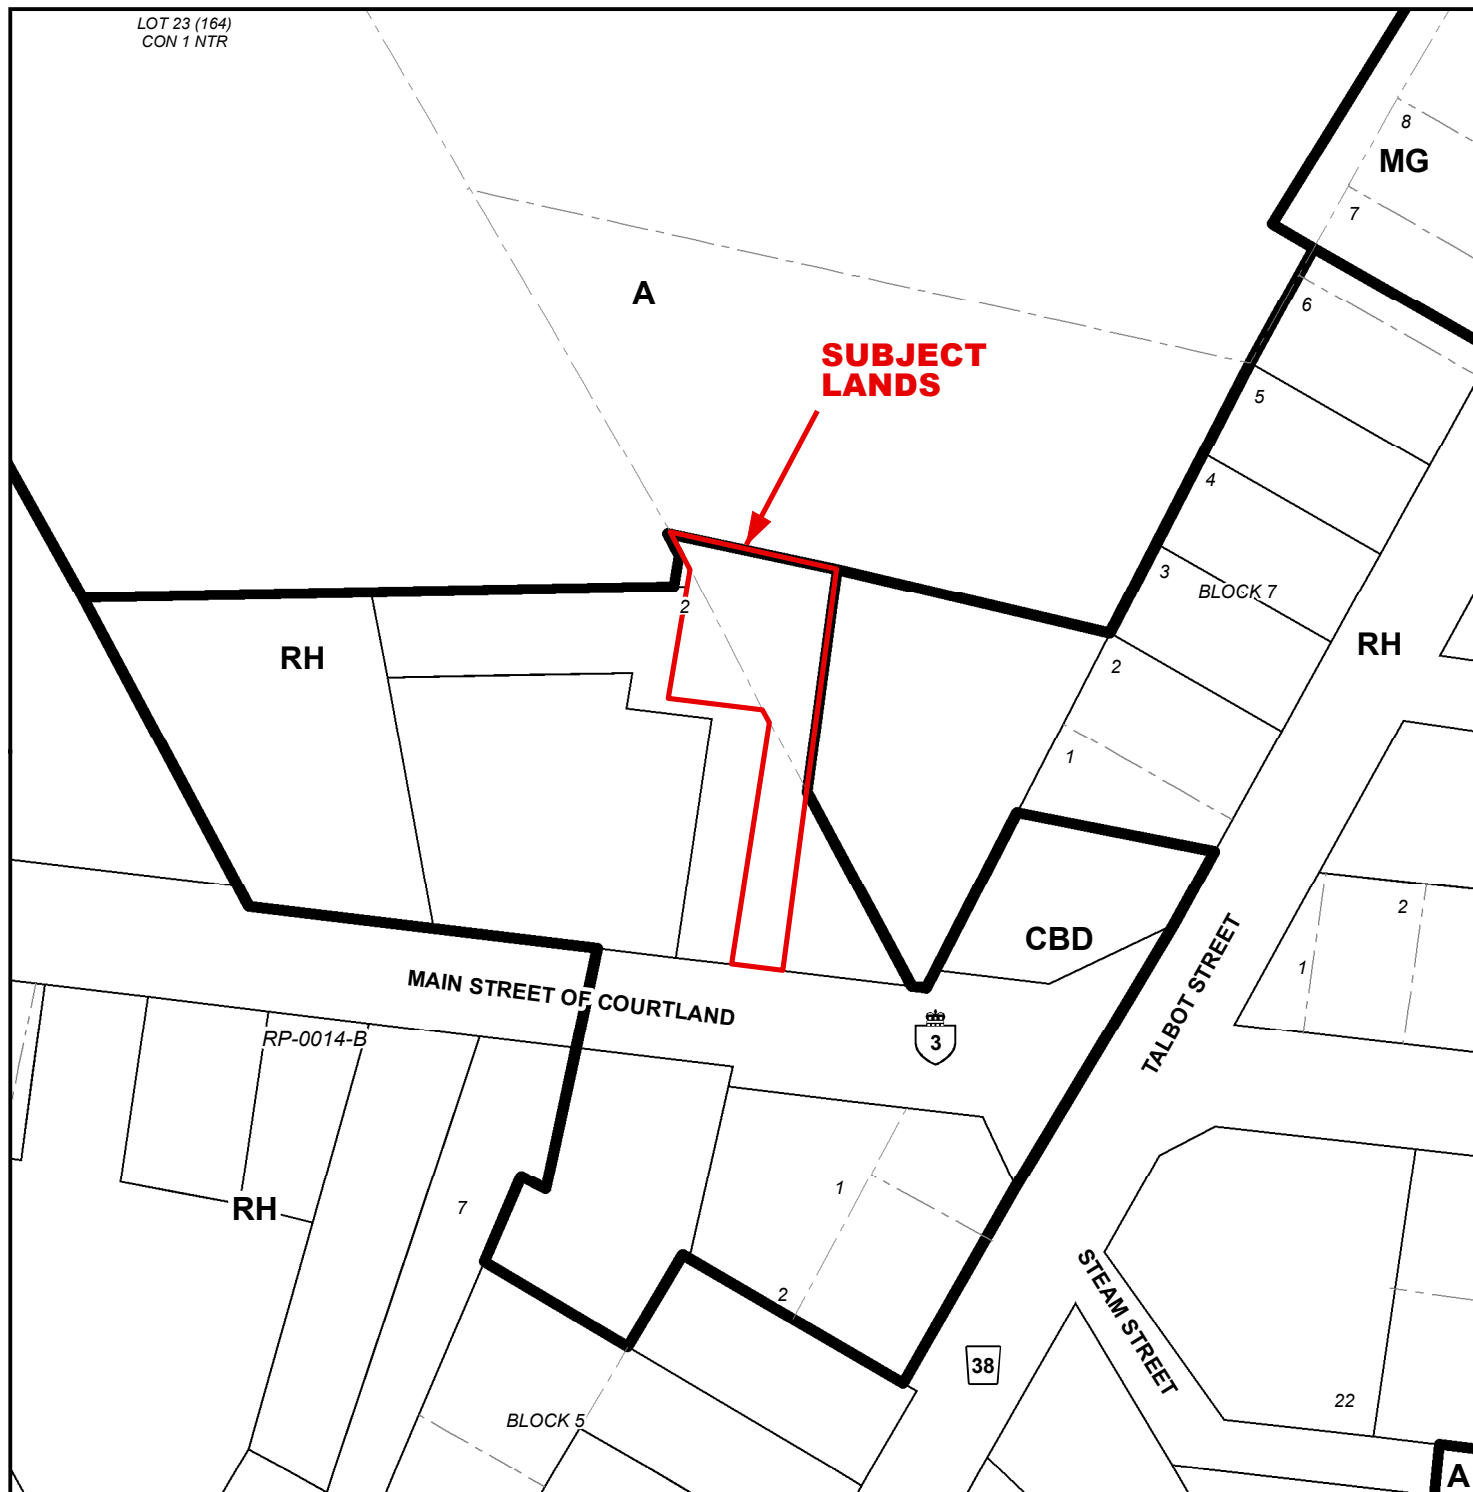 LOT 23 (164)
CON 1 NTR
8
MG
7
A
6
SUBJECT
LANDS
5
4
3
BLOCK 7
2
RH
RH
2
1
CBD
2
1
TALBOT STREET
MAIN STREET OF COURTLAND
3
RP-0014-B
RH
7
1
2
STEAM STREET
38
22
BLOCK 5
A